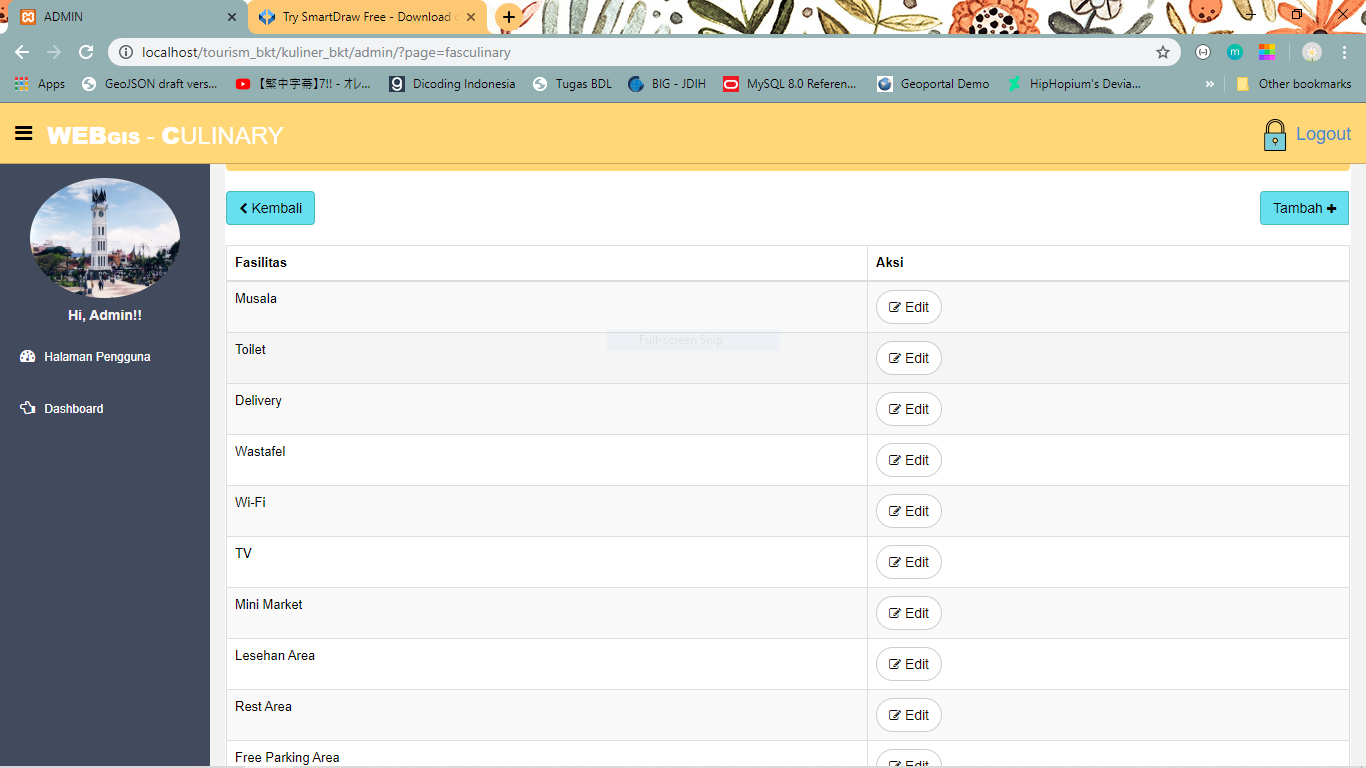 ADMIN
Try SmartDraw Free - Download
localhost/tourism_bkt/kuliner_bkt/admin/?page=fasculinary
Apps
GeoJSON draft vers...
【繁中字幕】7!! - オレ...
Dicoding Indonesia
Tugas BDL
BIG - JDIH
MySQL 8.0 Referen...
Geoportal Demo
HipHopium's Devia...
»
Other bookmarks
WEBGIS - CULINARY
Logout
Hi, Admin!!
Halaman Pengguna
Dashboard
Kembali
Tambah
Fasilitas Aksi
Musala Edit
Full-screen Snip
Toilet Edit
Delivery Edit
Wastafel Edit
Wi-Fi Edit
TV Edit
Mini Market Edit
Lesehan Area Edit
Rest Area Edit
Free Parking Area Edit